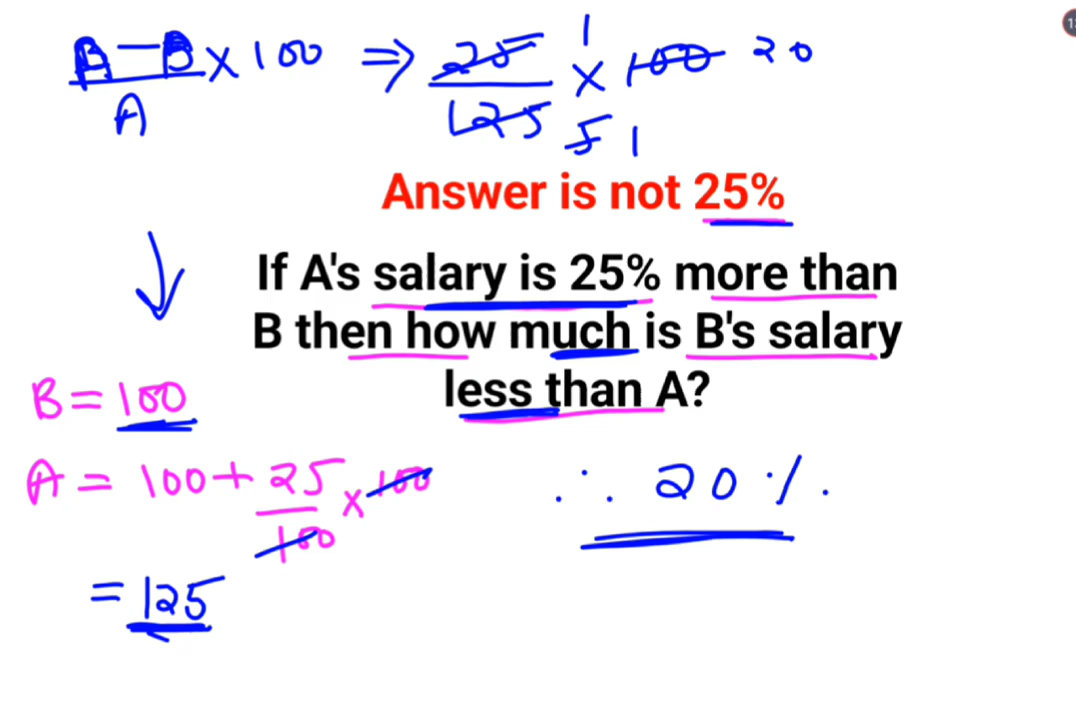 B - B / A × 100 ⇒ 25 / 125 × 100 1 5 20 1
Answer is not 25%
If A's salary is 25% more than
B then how much is B's salary
less than A?
B = 100
A = 100 + 25/100 × 100
= 125
∴ 20%.